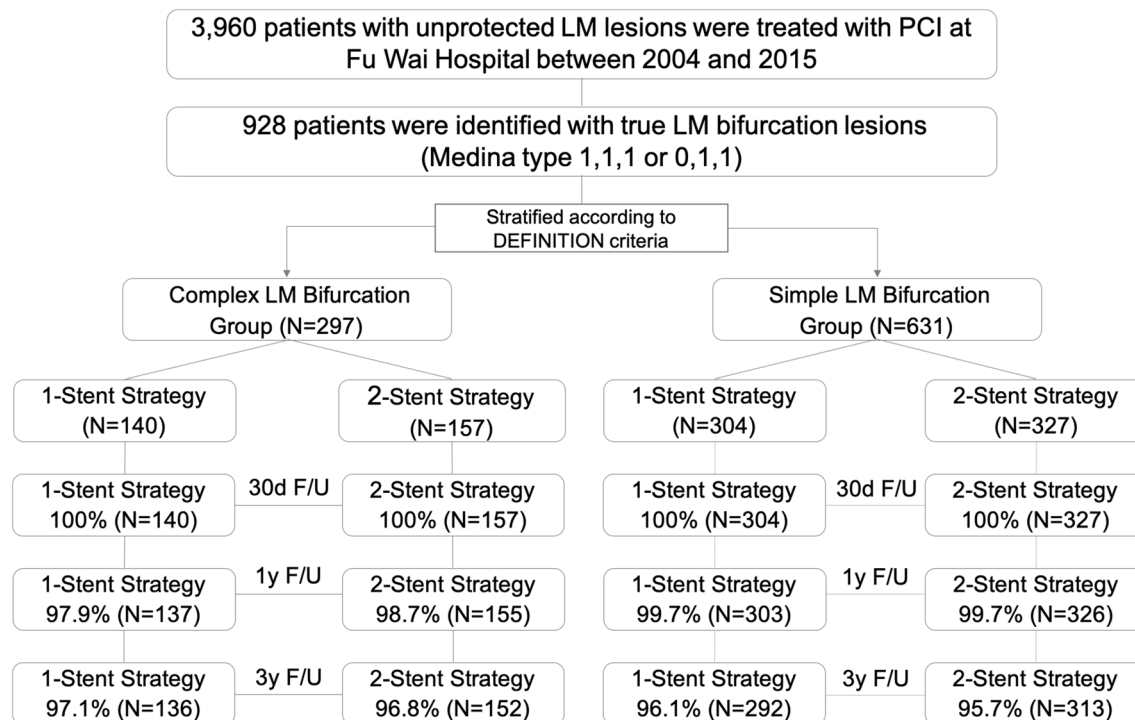 3,960 patients with unprotected LM lesions were treated with PCI at
Fu Wai Hospital between 2004 and 2015
928 patients were identified with true LM bifurcation lesions
(Medina type 1,1,1 or 0,1,1)
Stratified according to
DEFINITION criteria
Complex LM Bifurcation
Group (N=297)
Simple LM Bifurcation
Group (N=631)
1-Stent Strategy
(N=140)
2-Stent Strategy
(N=157)
1-Stent Strategy
(N=304)
2-Stent Strategy
(N=327)
1-Stent Strategy
100% (N=140)
30d F/U
2-Stent Strategy
100% (N=157)
1-Stent Strategy
100% (N=304)
30d F/U
2-Stent Strategy
100% (N=327)
1-Stent Strategy
97.9% (N=137)
1y F/U
2-Stent Strategy
98.7% (N=155)
1-Stent Strategy
99.7% (N=303)
1y F/U
2-Stent Strategy
99.7% (N=326)
1-Stent Strategy
97.1% (N=136)
3y F/U
2-Stent Strategy
96.8% (N=152)
1-Stent Strategy
96.1% (N=292)
3y F/U
2-Stent Strategy
95.7% (N=313)